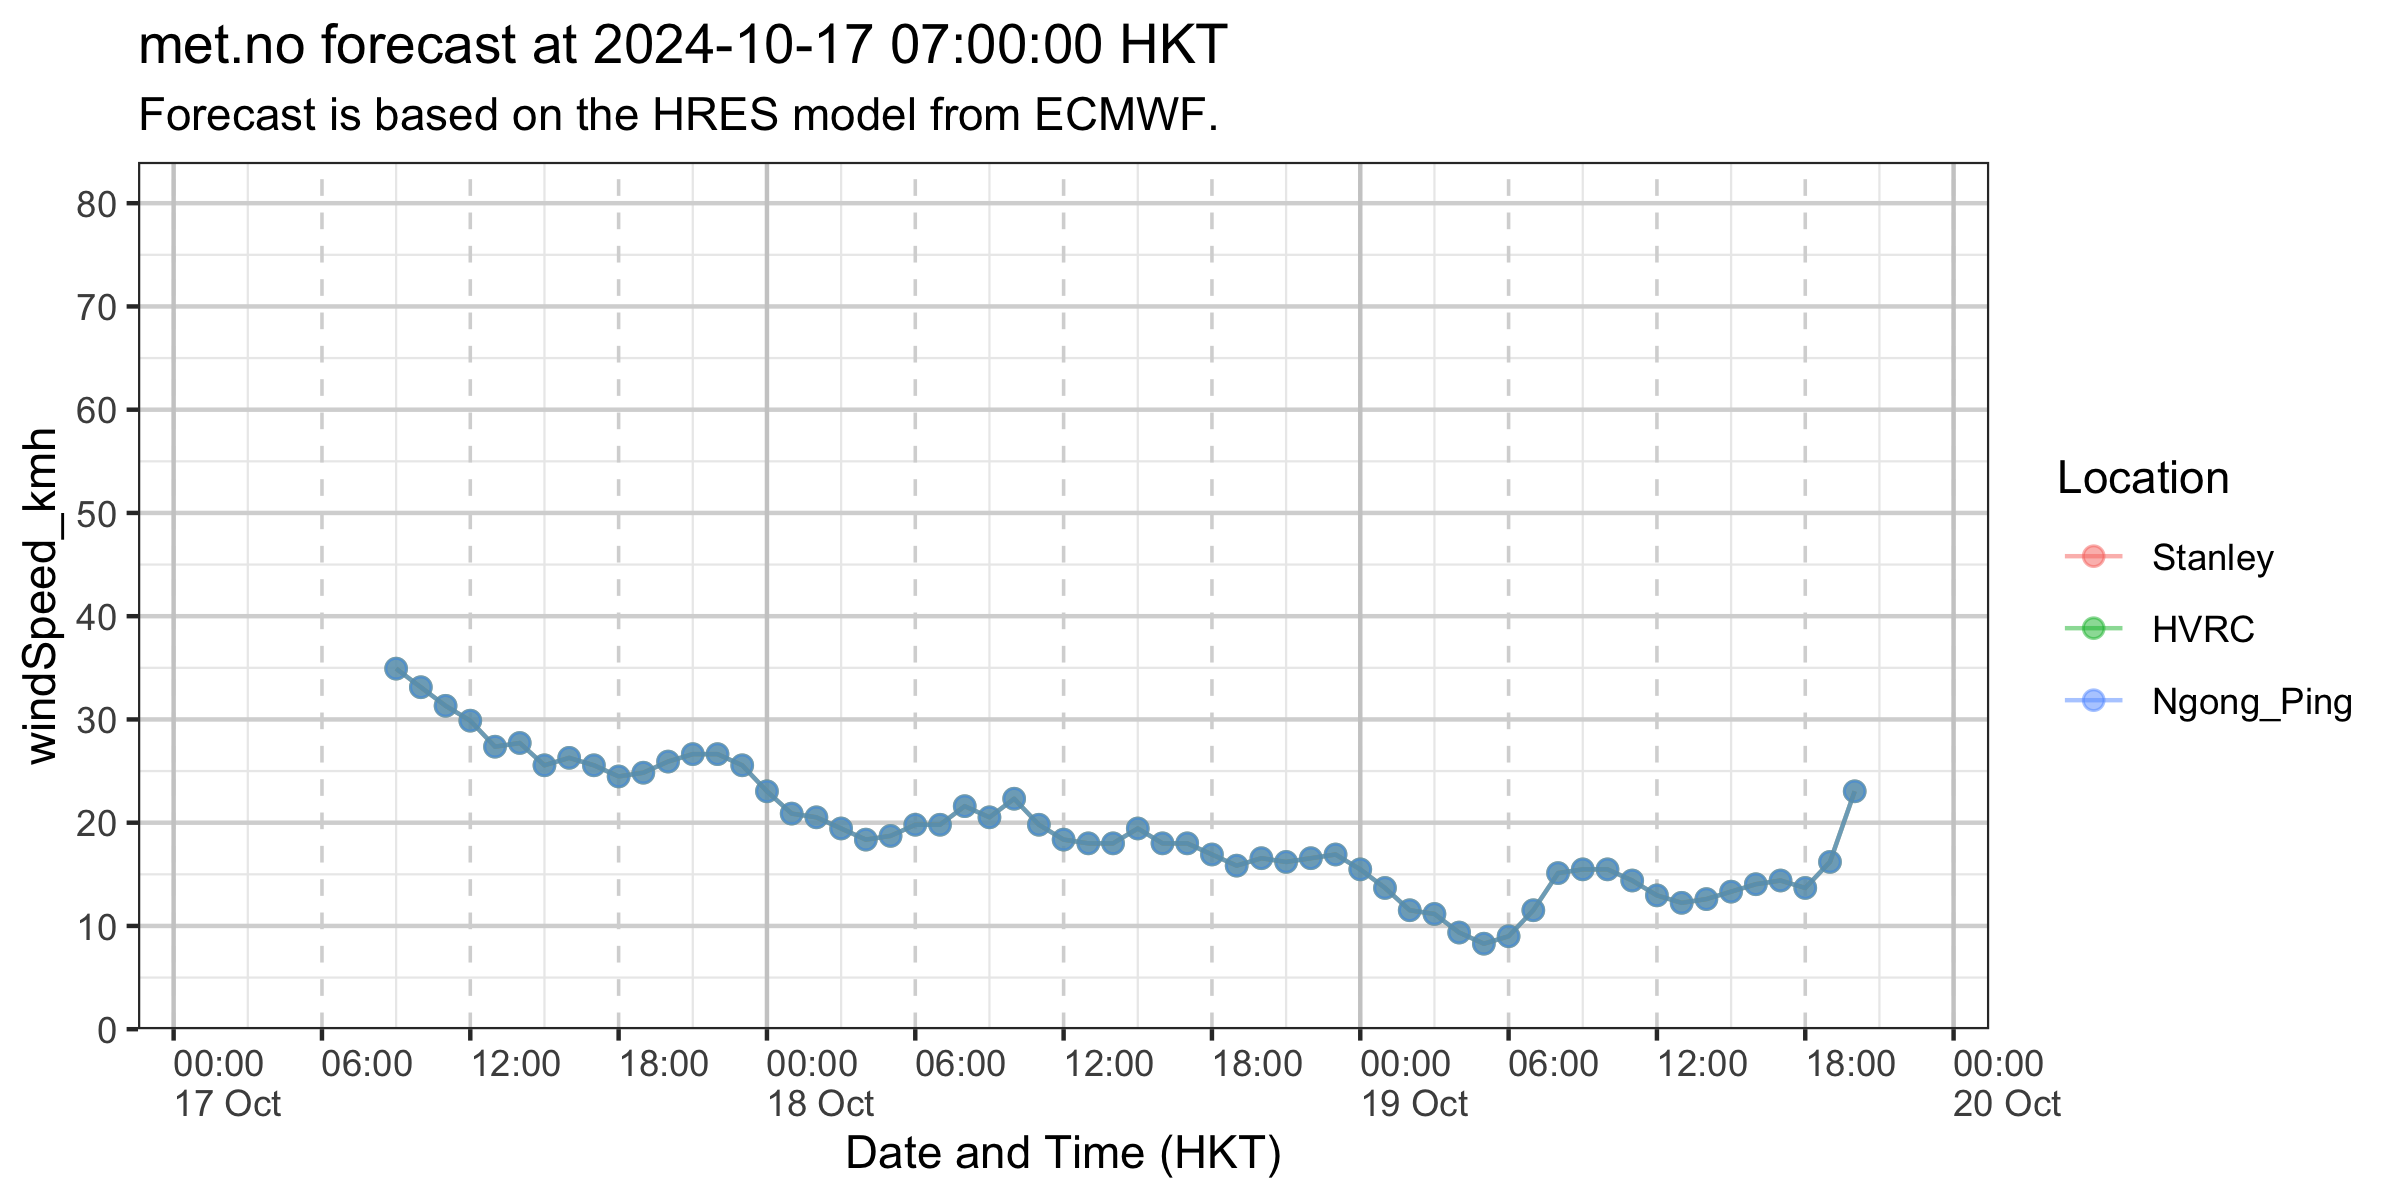 met.no forecast at 2024-10-17 07:00:00 HKT
Forecast is based on the HRES model from ECMWF.
windSpeed_kmh
80
70
60
50
40
30
20
10
0
00:00 06:00 12:00 18:00 00:00 06:00 12:00 18:00 00:00 06:00 12:00 18:00 00:00
17 Oct 18 Oct 19 Oct 20 Oct
Date and Time (HKT)
Location
Stanley
HVRC
Ngong_Ping